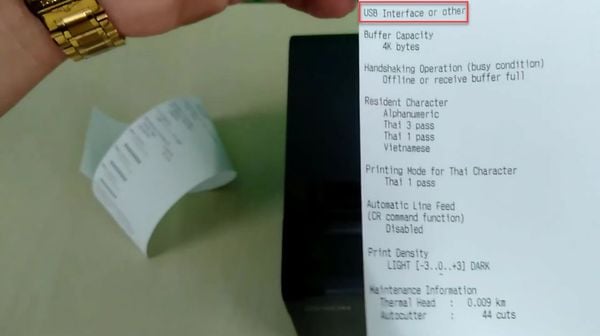 USB Interface or other
Buffer Capacity
4K bytes
Handshaking Operation (busy condition)
Offline or receive buffer full
Resident Character
Alphanumeric
Thai 3 pass
Thai 1 pass
Vietnamese
Printing Mode for Thai Character
Thai 1 pass
Automatic Line Feed
(CR command function)
Disabled
Print Density
LIGHT [-3..0..+3] DARK
Maintenance Information
Thermal Head : 0.009 km
Autocutter : 44 cuts